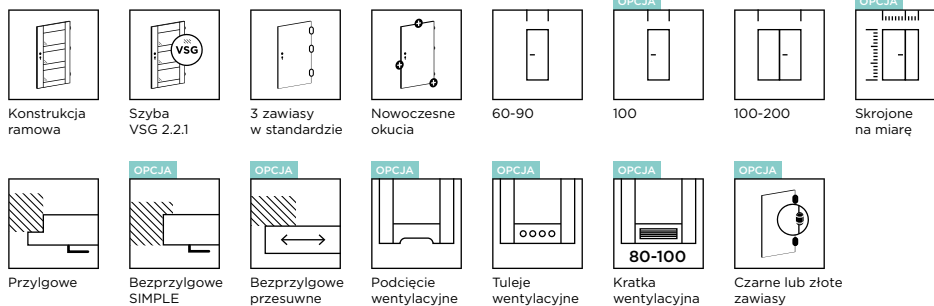 OPCJA
OPCJA
VSG
Konstrukcja
ramowa
Szyba
VSG 2.2.1
3 zawiasy
w standardzie
Nowoczesne
okucia
60-90
100
100-200
Skrojone
na miarę
OPCJA
OPCJA
OPCJA
OPCJA
OPCJA
OPCJA
80-100
Przylgowe
Bezprzylgowe
SIMPLE
Bezprzylgowe
przesuwne
Podcięcie
wentylacyjne
Tuleje
wentylacyjne
Kratka
wentylacyjna
Czarne lub złote
zawiasy